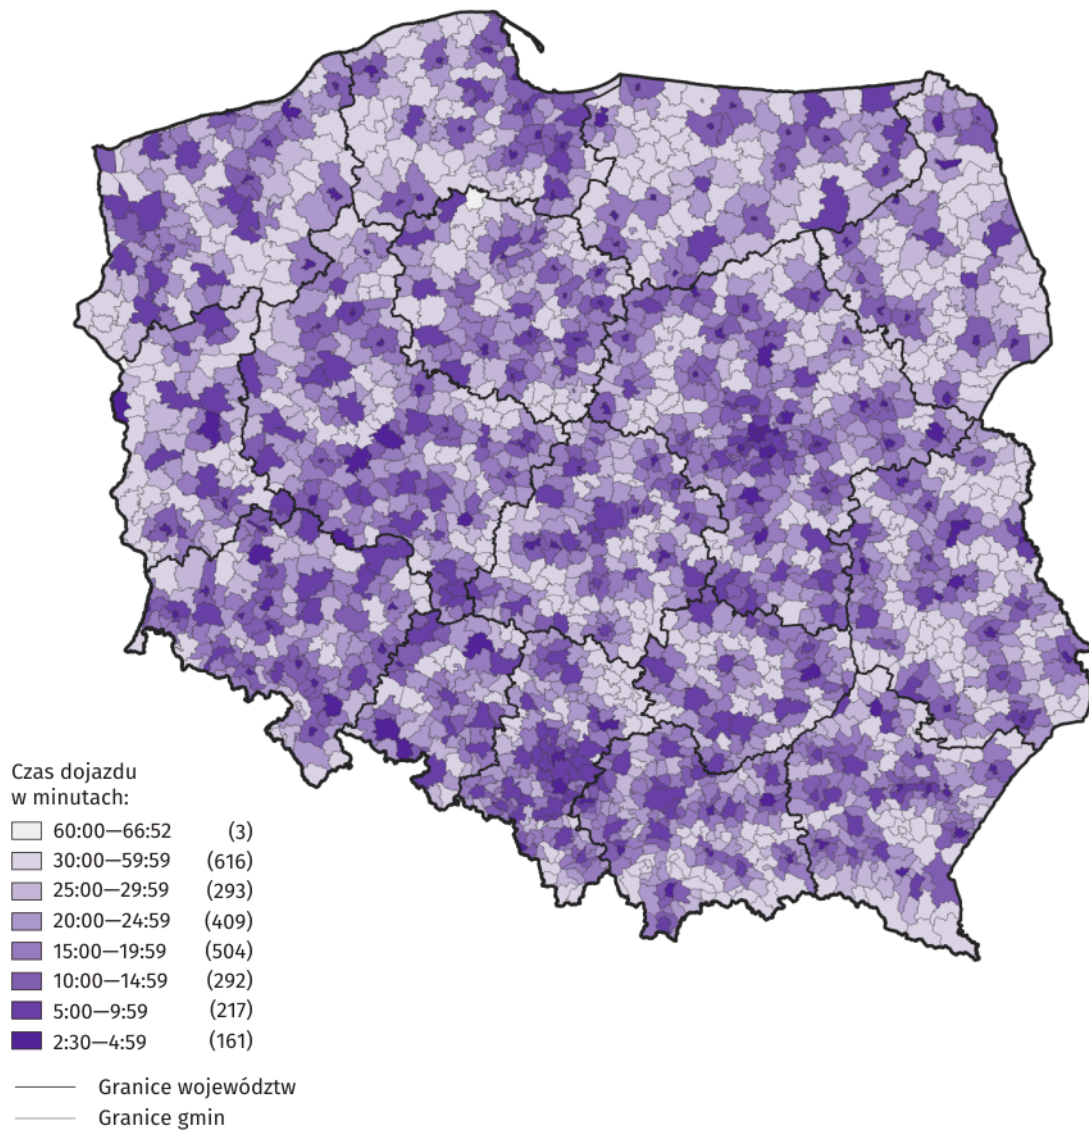 Czas dojazdu
w minutach:
60:00—66:52 (3)
30:00—59:59 (616)
25:00—29:59 (293)
20:00—24:59 (409)
15:00—19:59 (504)
10:00—14:59 (292)
5:00—9:59 (217)
2:30—4:59 (161)
Granice województw
Granice gmin